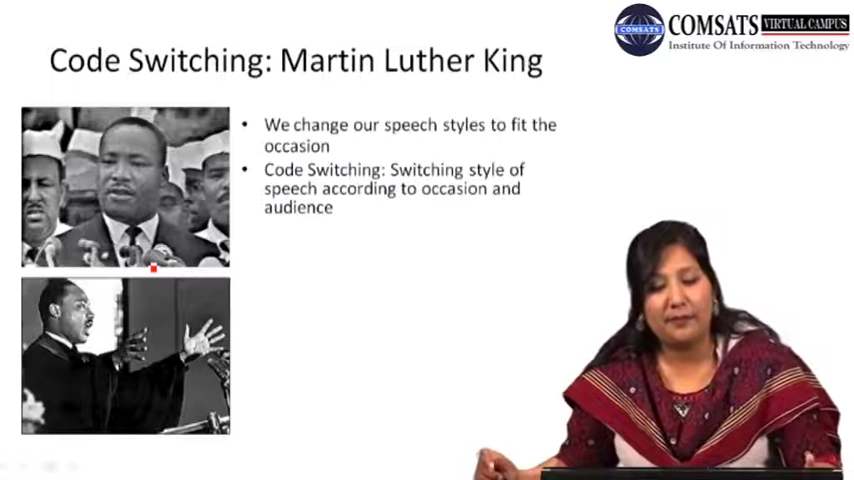 COMSATS VIRTUAL CAMPUS
COMSATS
Institute Of Information Technology
Code Switching: Martin Luther King
• We change our speech styles to fit the
occasion
• Code Switching: Switching style of
speech according to occasion and
audience